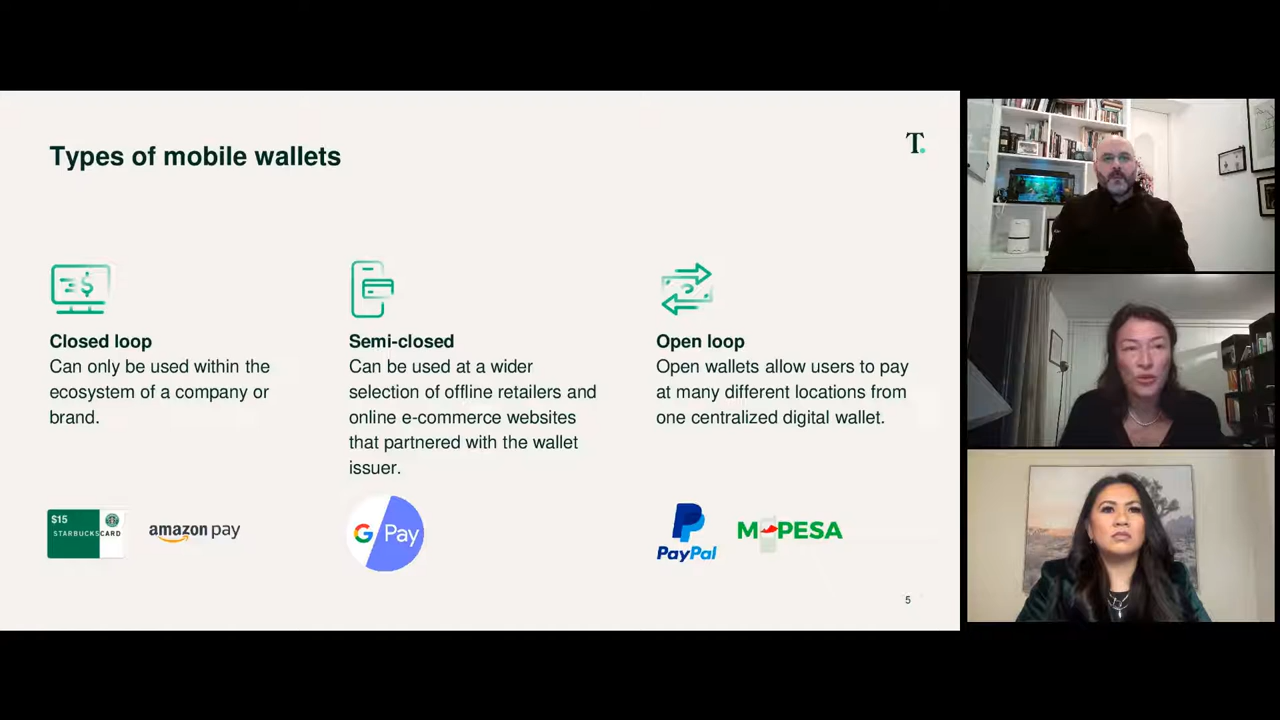 Types of mobile wallets
T.
Closed loop
Can only be used within the
ecosystem of a company or
brand.
$15
STARBUCKS CARD
amazon pay
Semi-closed
Can be used at a wider
selection of offline retailers and
online e-commerce websites
that partnered with the wallet
issuer.
G Pay
Open loop
Open wallets allow users to pay
at many different locations from
one centralized digital wallet.
PayPal
M-PESA
5